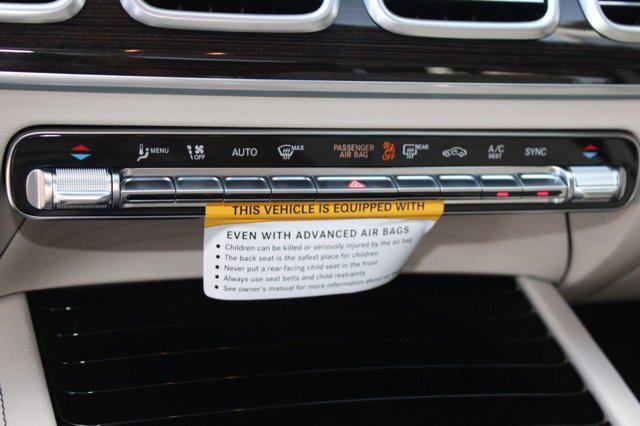 MENU
OFF
AUTO
MAX
PASSENGER
AIR BAG
OFF
REAR
A/C
REST
SYNC
THIS VEHICLE IS EQUIPPED WITH
EVEN WITH ADVANCED AIR BAGS
• Children can be killed or seriously injured by the air bag
• The back seat is the safest place for children
• Never put a rear-facing child seat in the front
• Always use seat belts and child restraints
• See owner's manual for more information about air